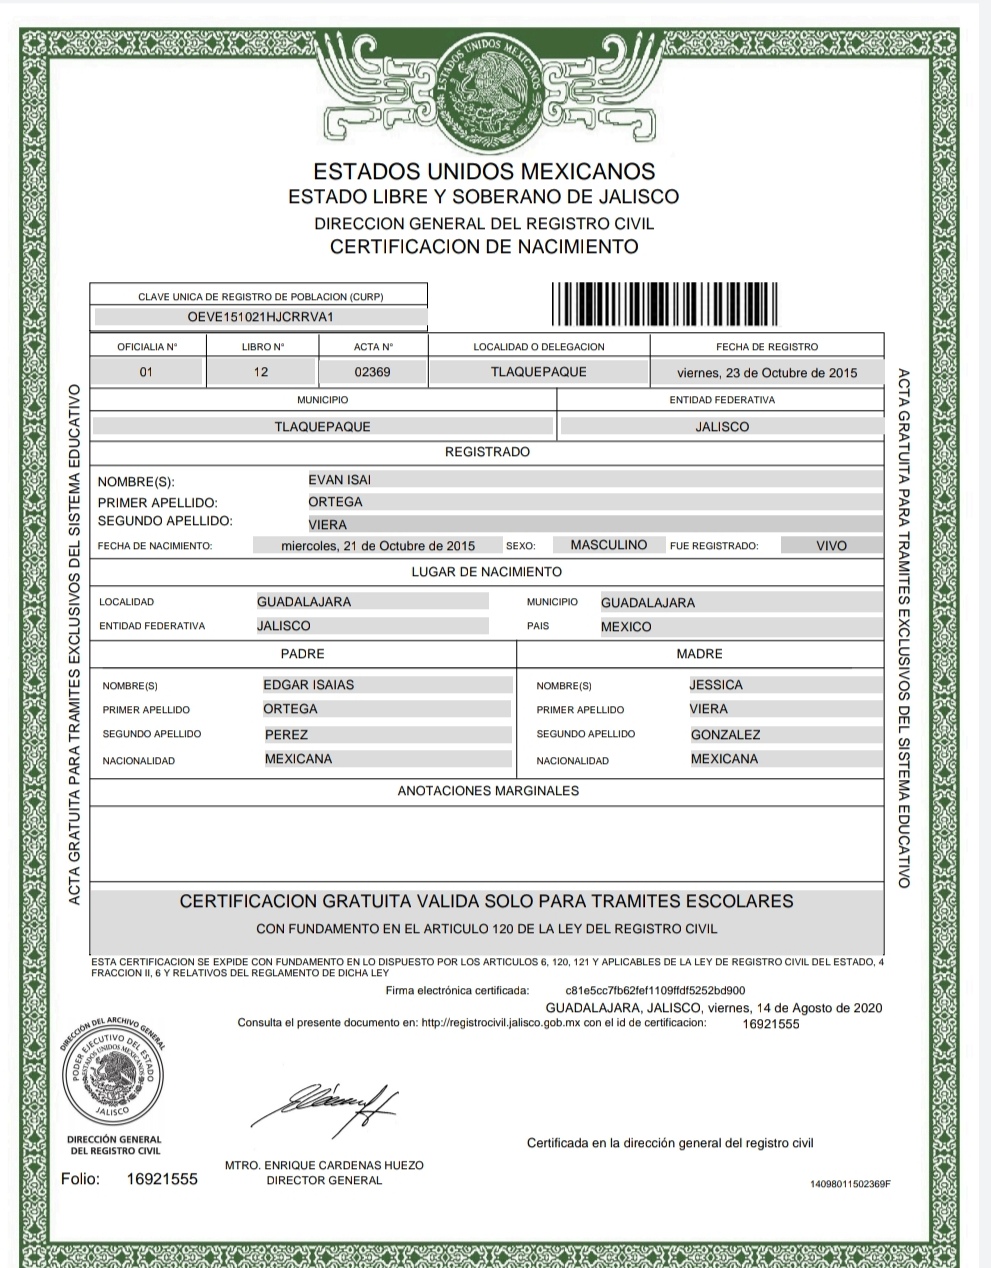 ESTADOS UNIDOS MEXICANOS
ESTADOS UNIDOS MEXICANOS
ESTADO LIBRE Y SOBERANO DE JALISCO
DIRECCION GENERAL DEL REGISTRO CIVIL
CERTIFICACION DE NACIMIENTO
CLAVE UNICA DE REGISTRO DE POBLACION (CURP)
OEVE151021HJCRRVA1
OFICIALIA N° LIBRO N° ACTA N° LOCALIDAD O DELEGACION FECHA DE REGISTRO
01 12 02369 TLAQUEPAQUE viernes, 23 de Octubre de 2015
MUNICIPIO ENTIDAD FEDERATIVA
TLAQUEPAQUE JALISCO
REGISTRADO
NOMBRE(S): EVAN ISAI
PRIMER APELLIDO: ORTEGA
SEGUNDO APELLIDO: VIERA
FECHA DE NACIMIENTO: miercoles, 21 de Octubre de 2015 SEXO: MASCULINO FUE REGISTRADO: VIVO
LUGAR DE NACIMIENTO
LOCALIDAD GUADALAJARA MUNICIPIO GUADALAJARA
ENTIDAD FEDERATIVA JALISCO PAIS MEXICO
PADRE MADRE
NOMBRE(S) EDGAR ISAIAS NOMBRE(S) JESSICA
PRIMER APELLIDO ORTEGA PRIMER APELLIDO VIERA
SEGUNDO APELLIDO PEREZ SEGUNDO APELLIDO GONZALEZ
NACIONALIDAD MEXICANA NACIONALIDAD MEXICANA
ANOTACIONES MARGINALES
CERTIFICACION GRATUITA VALIDA SOLO PARA TRAMITES ESCOLARES
CON FUNDAMENTO EN EL ARTICULO 120 DE LA LEY DEL REGISTRO CIVIL
ACTA GRATUITA PARA TRAMITES EXCLUSIVOS DEL SISTEMA EDUCATIVO
ACTA GRATUITA PARA TRAMITES EXCLUSIVOS DEL SISTEMA EDUCATIVO
ESTA CERTIFICACION SE EXPIDE CON FUNDAMENTO EN LO DISPUESTO POR LOS ARTICULOS 6, 120, 121 Y APLICABLES DE LA LEY DE REGISTRO CIVIL DEL ESTADO, 4
FRACCION II, 6 Y RELATIVOS DEL REGLAMENTO DE DICHA LEY
Firma electrónica certificada: c81e5cc7fb62fef1109ffdf5252bd900
GUADALAJARA, JALISCO, viernes, 14 de Agosto de 2020
Consulta el presente documento en: http://registrocivil.jalisco.gob.mx con el id de certificacion: 16921555
DIRECCIÓN DEL ARCHIVO GENERAL
PODER EJECUTIVO DEL ESTADO
ESTADOS UNIDOS MEXICANOS
JALISCO
DIRECCIÓN GENERAL
DEL REGISTRO CIVIL
Folio: 16921555
MTRO. ENRIQUE CARDENAS HUEZO
DIRECTOR GENERAL
Certificada en la dirección general del registro civil
14098011502369F